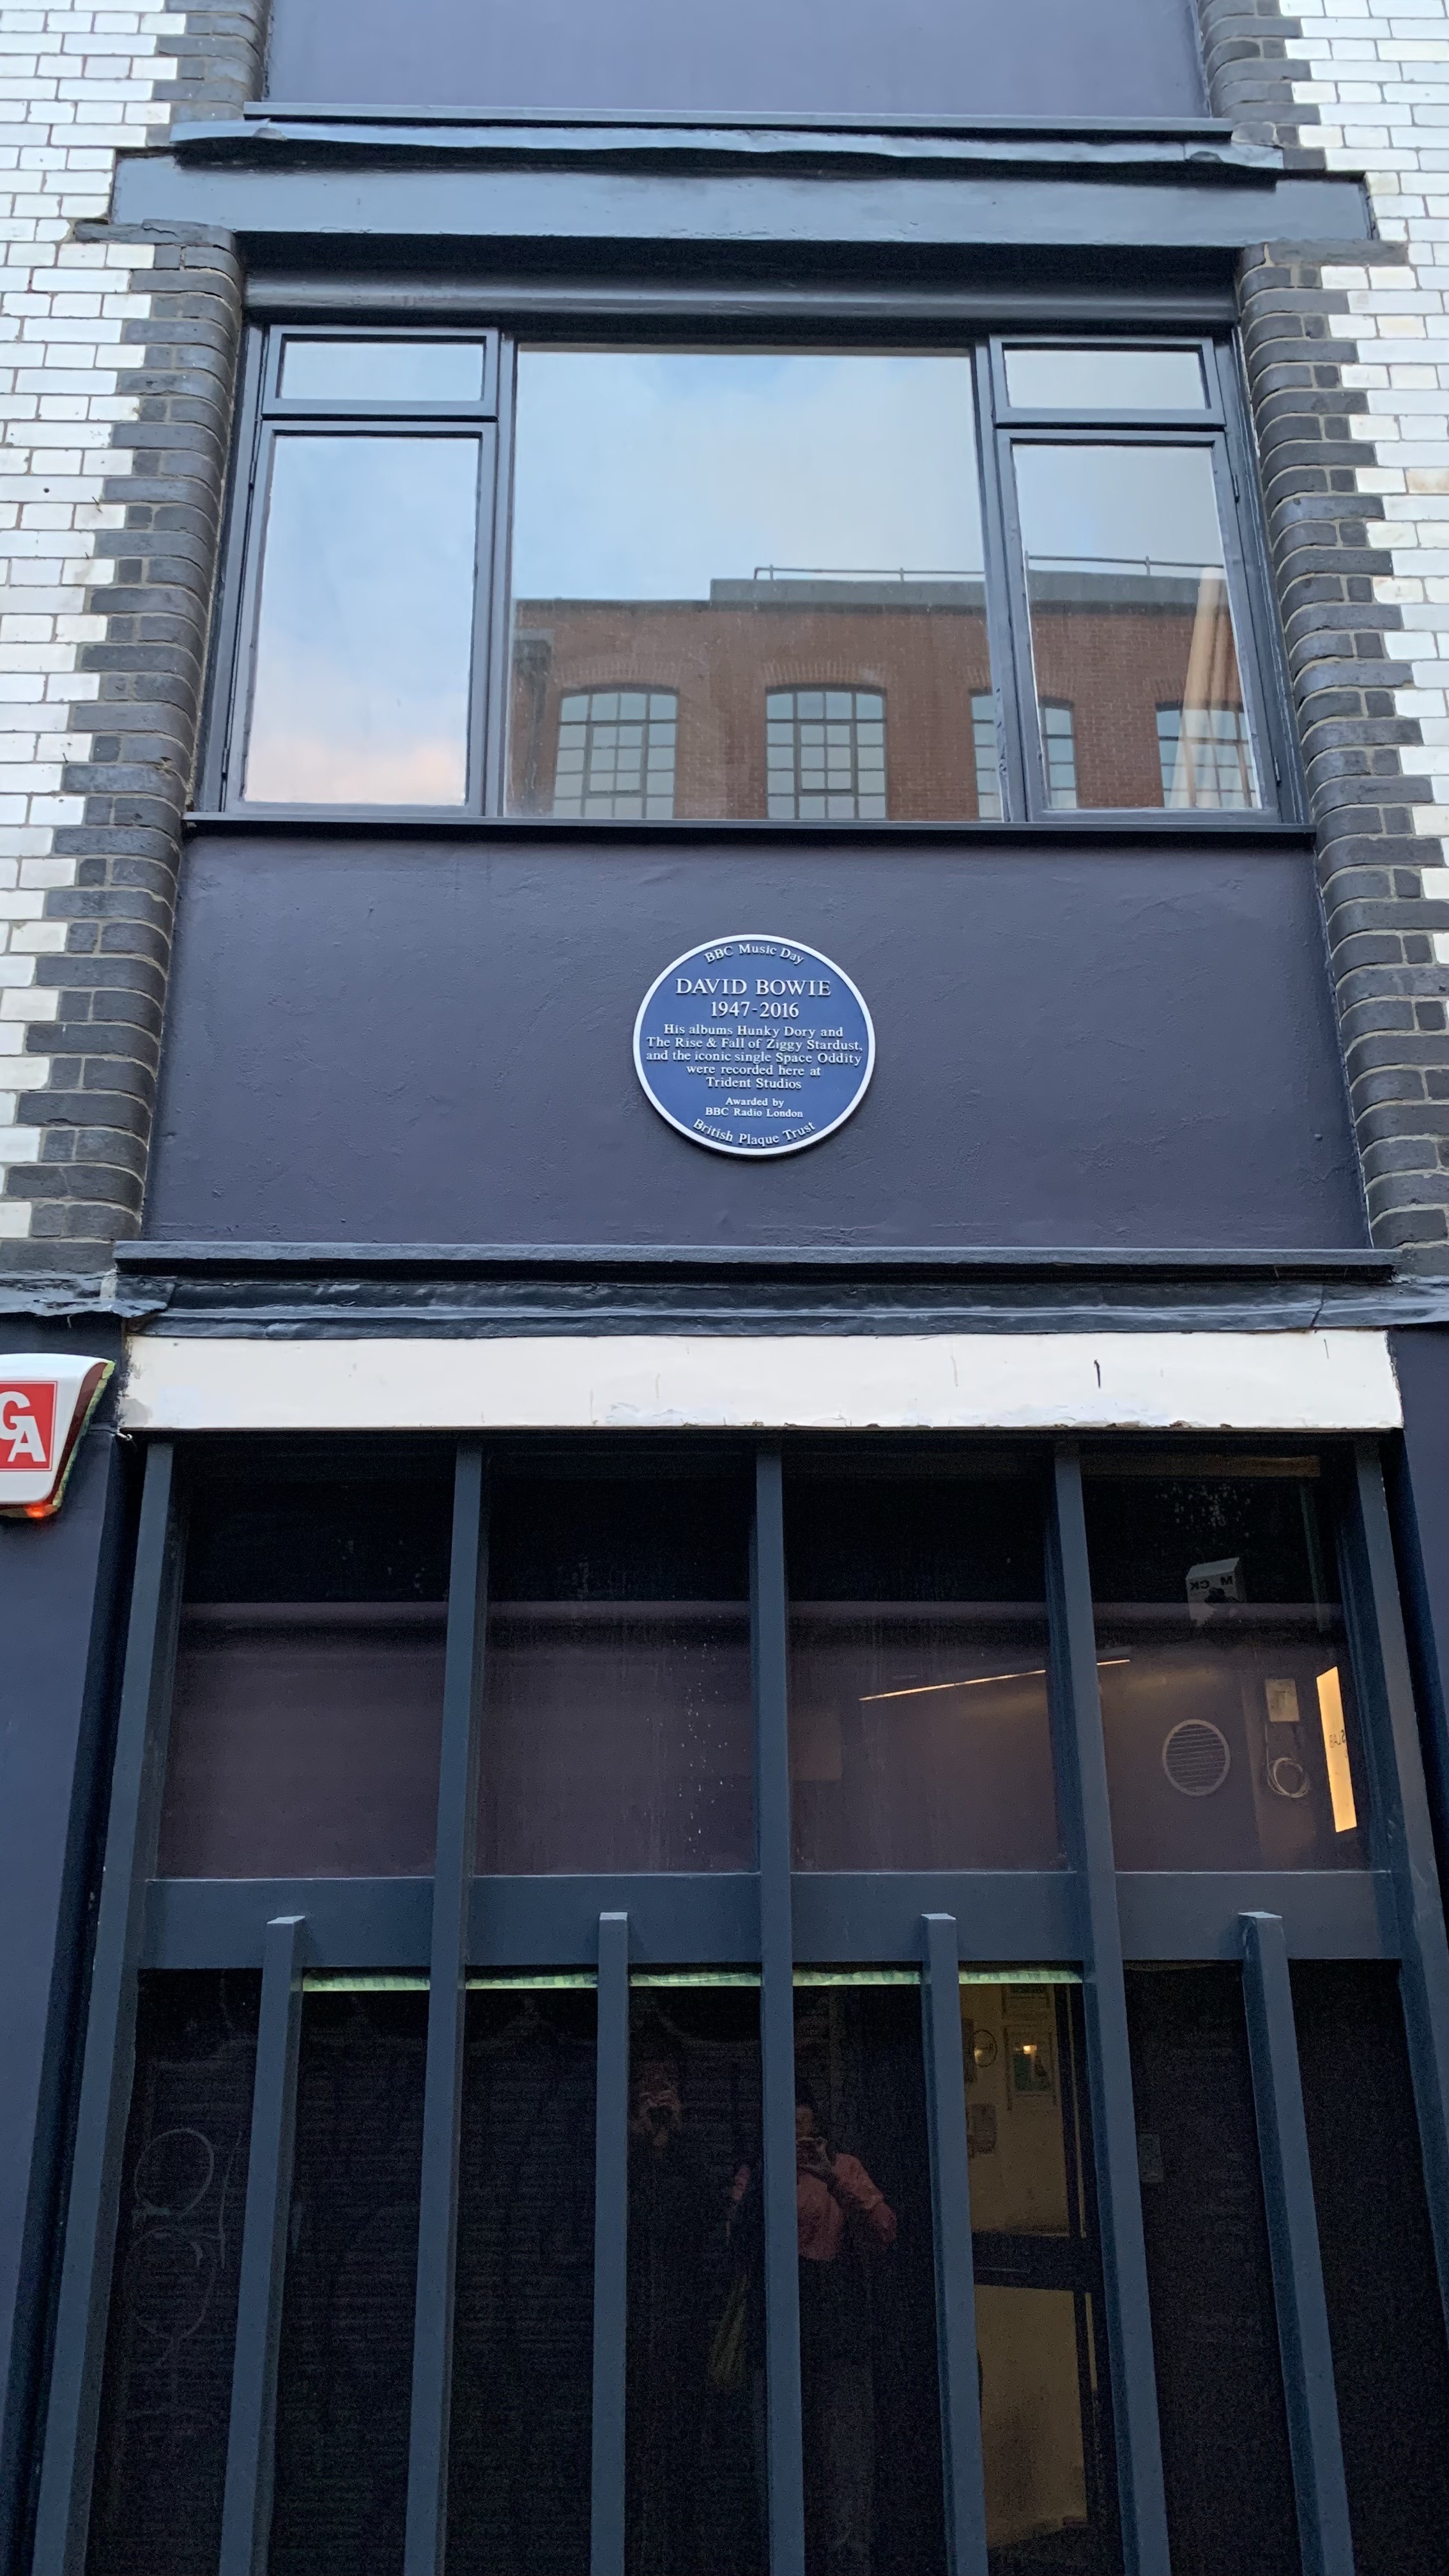 BBC Music Day
DAVID BOWIE
1947-2016
His albums Hunky Dory and
The Rise & Fall of Ziggy Stardust,
and the iconic single Space Oddity
were recorded here at
Trident Studios
Awarded by
BBC Radio London
British Plaque Trust
GA